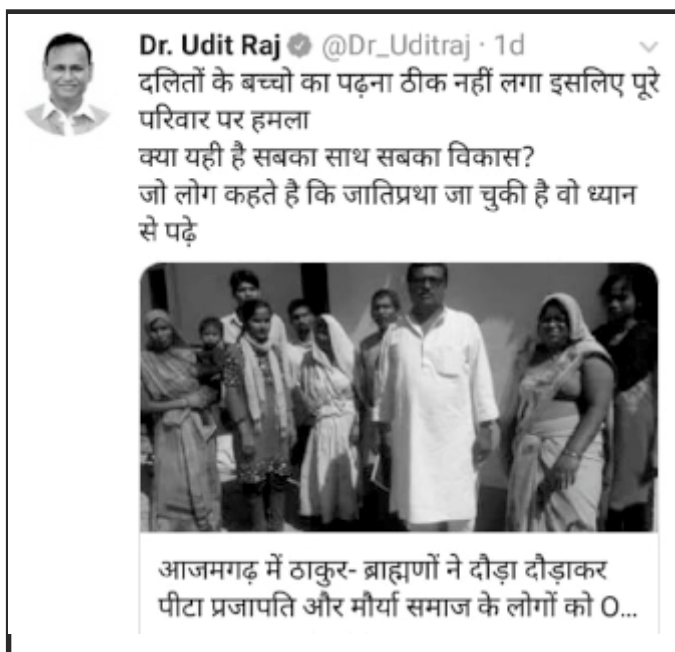 Dr. Udit Raj @Dr_Uditraj · 1d
दलितों के बच्चो का पढ़ना ठीक नहीं लगा इसलिए पूरे
परिवार पर हमला
क्या यही है सबका साथ सबका विकास?
जो लोग कहते है कि जातिप्रथा जा चुकी है वो ध्यान
से पढ़े
आजमगढ़ में ठाकुर- ब्राह्मणों ने दौड़ा दौड़ाकर
पीटा प्रजापति और मौर्या समाज के लोगों को O...